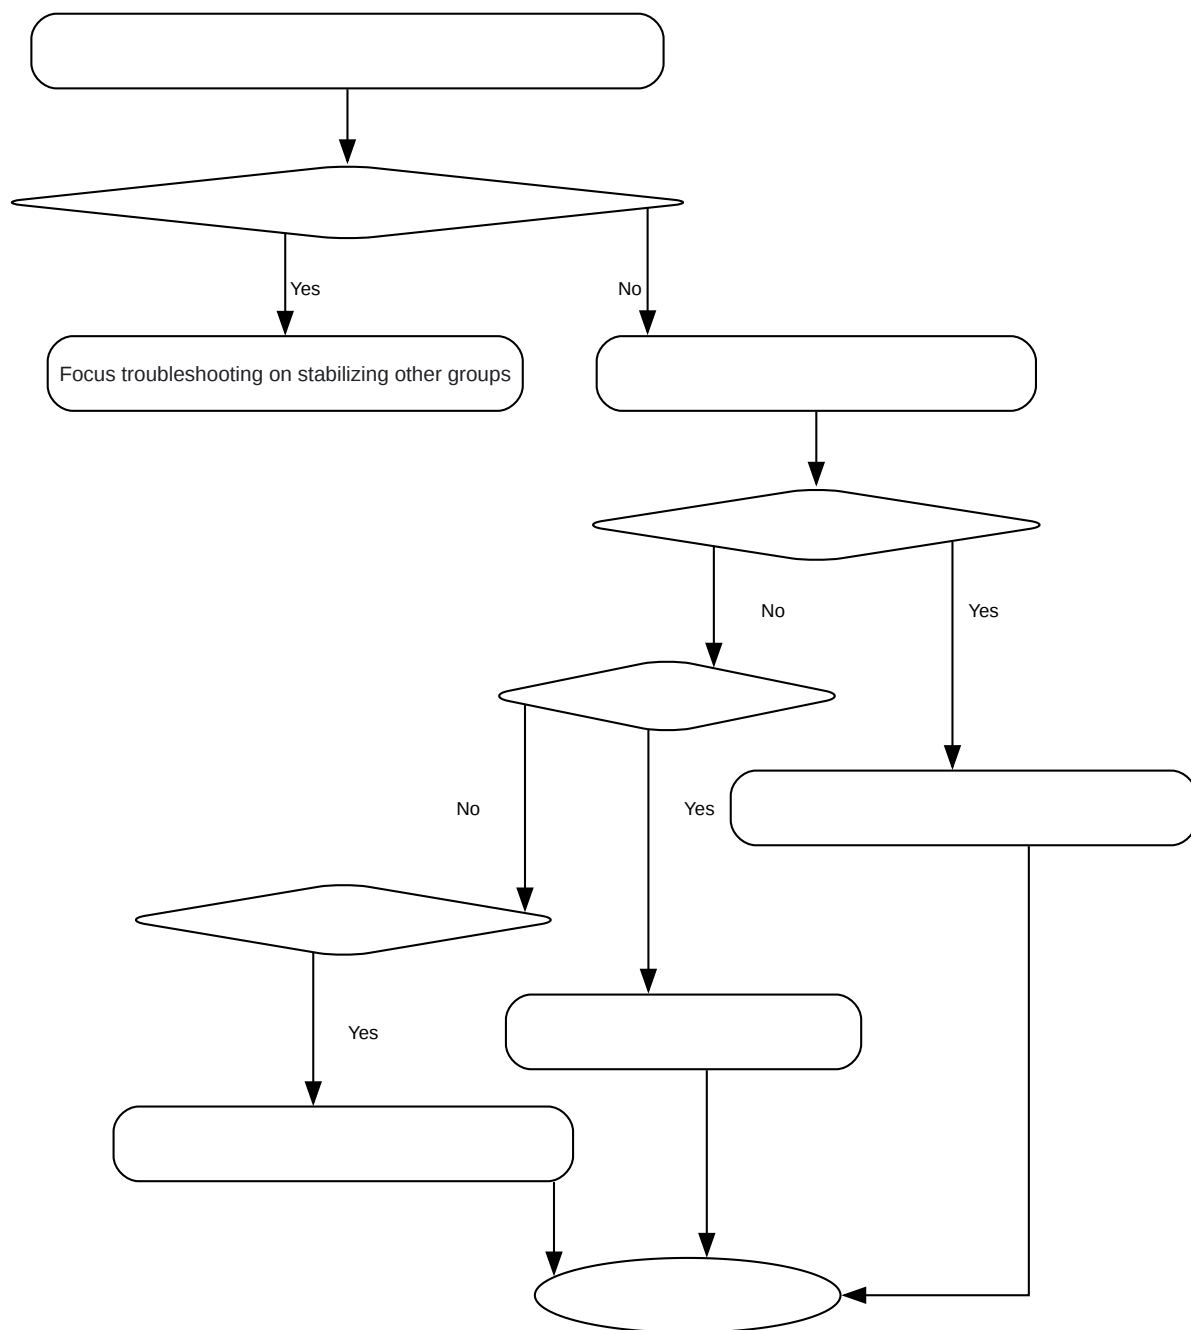 Yes
No
Focus troubleshooting on stabilizing other groups
No
Yes
No
Yes
Yes